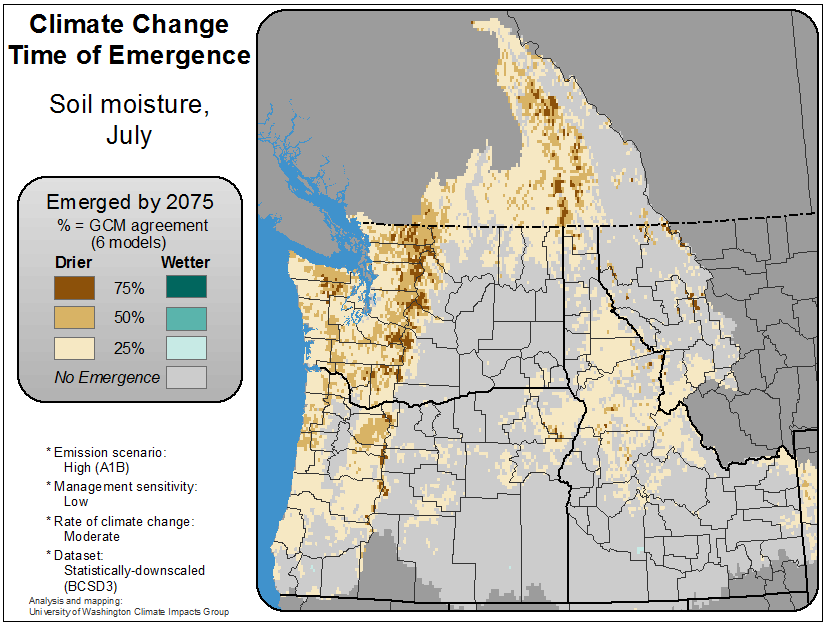 Climate Change
Time of Emergence
Soil moisture,
July
Emerged by 2075
% = GCM agreement
(6 models)
Drier Wetter
75%
50%
25%
No Emergence
* Emission scenario:
High (A1B)
* Management sensitivity:
Low
* Rate of climate change:
Moderate
* Dataset:
Statistically-downscaled
(BCSD3)
Analysis and mapping:
University of Washington Climate Impacts Group